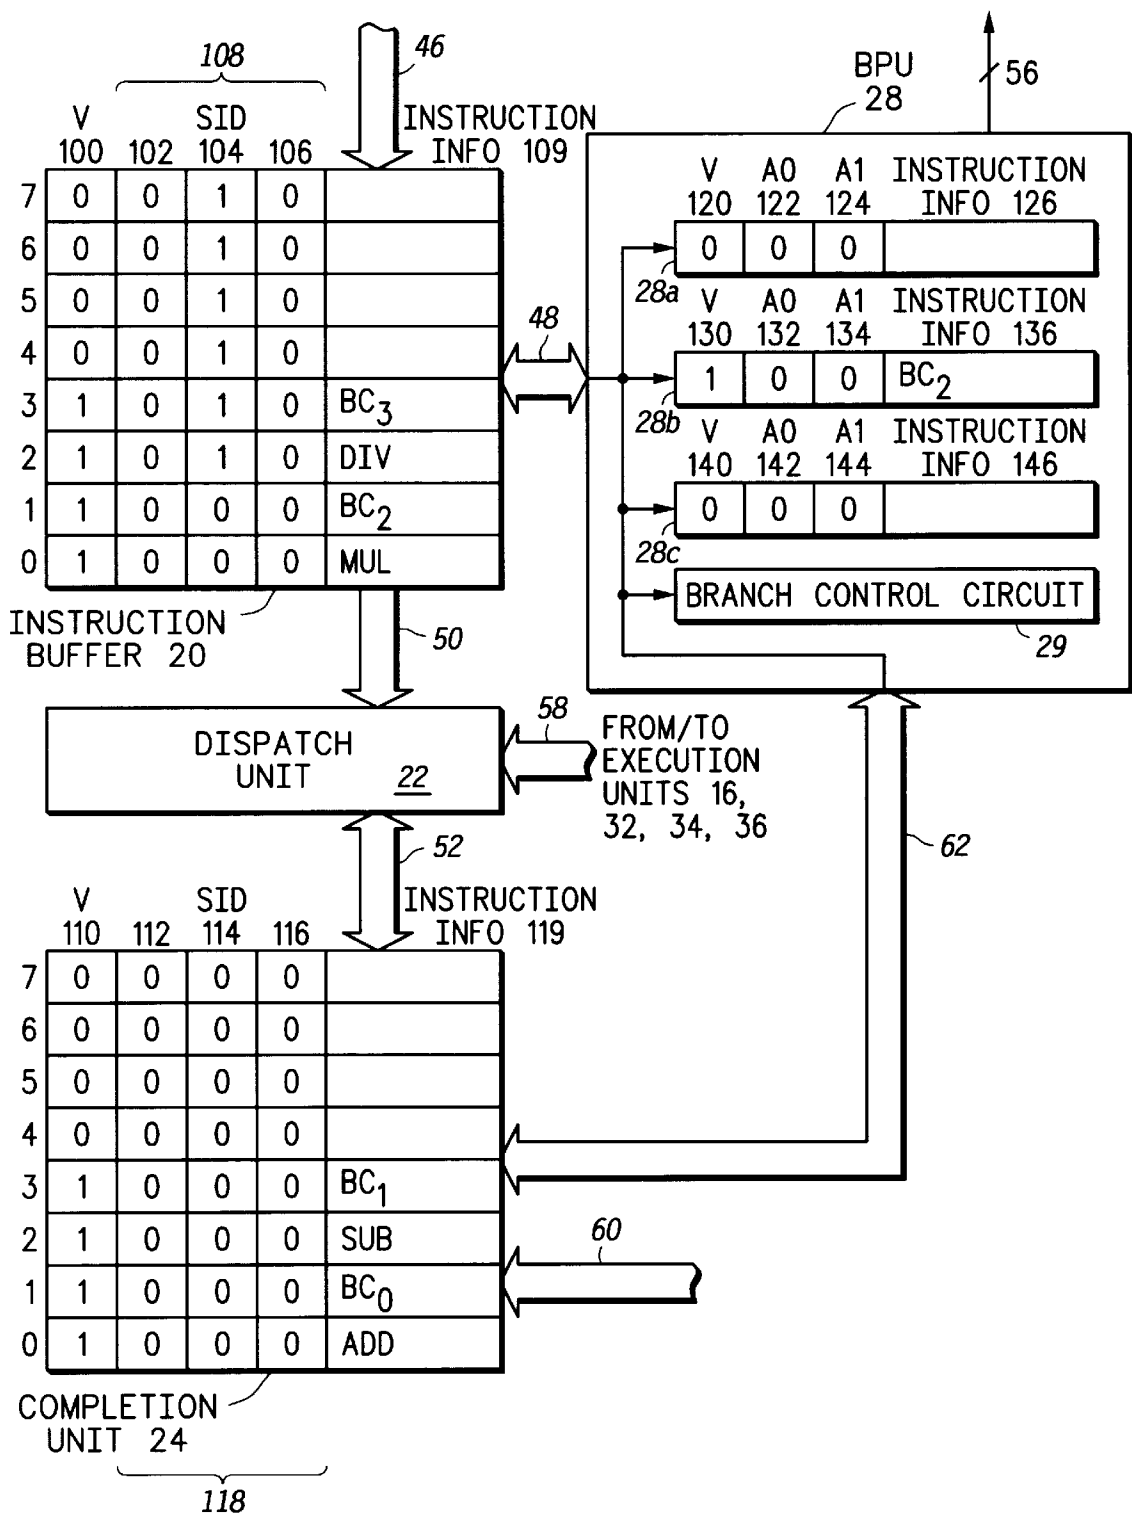 108
46
BPU
28
56
V SID INSTRUCTION
100 102 104 106 INFO 109
7 0 0 1 0
6 0 0 1 0
5 0 0 1 0
4 0 0 1 0
3 1 0 1 0 BC3
2 1 0 1 0 DIV
1 1 0 0 0 BC2
0 1 0 0 0 MUL
INSTRUCTION
BUFFER 20
48
V A0 A1 INSTRUCTION
120 122 124 INFO 126
0 0 0
28a
V A0 A1 INSTRUCTION
130 132 134 INFO 136
1 0 0 BC2
28b
V A0 A1 INSTRUCTION
140 142 144 INFO 146
0 0 0
28c
BRANCH CONTROL CIRCUIT
29
50
DISPATCH
UNIT 22
58
FROM/TO
EXECUTION
UNITS 16,
32, 34, 36
52
62
V SID INSTRUCTION
110 112 114 116 INFO 119
7 0 0 0 0
6 0 0 0 0
5 0 0 0 0
4 0 0 0 0
3 1 0 0 0 BC1
2 1 0 0 0 SUB
1 1 0 0 0 BC0
0 1 0 0 0 ADD
60
COMPLETION
UNIT 24
118